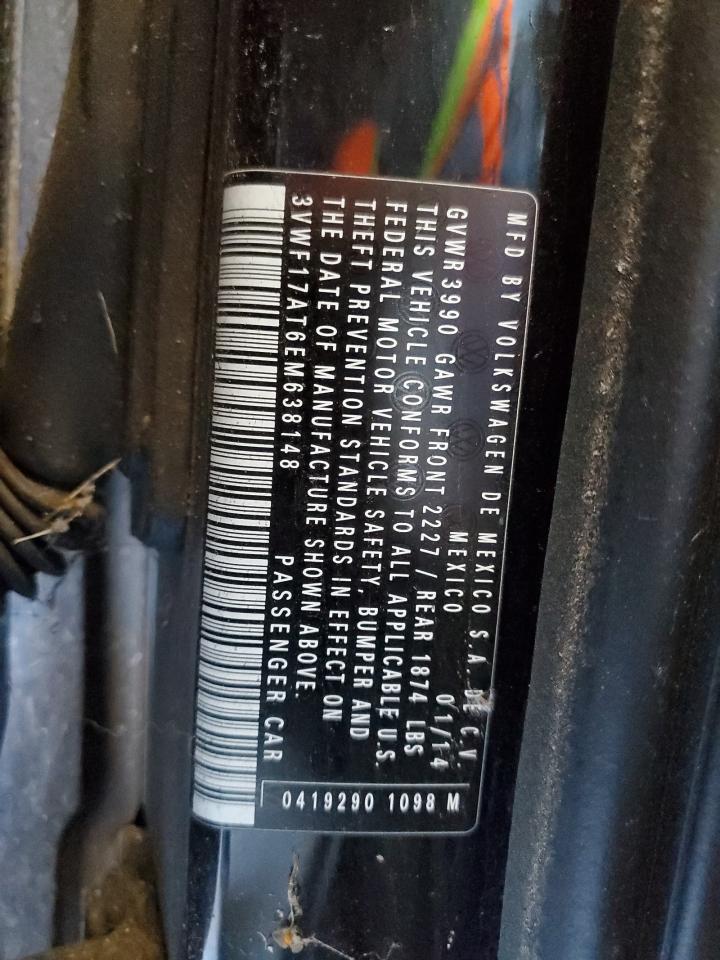 MFD BY VOLKSWAGEN DE MEXICO S.A DE C.V
MEXICO 01/14
GVWR 3990 GAWR FRONT 2227 / REAR 1874 LBS
THIS VEHICLE CONFORMS TO ALL APPLICABLE U.S.
FEDERAL MOTOR VEHICLE SAFETY, BUMPER AND
THEFT PREVENTION STANDARDS IN EFFECT ON
THE DATE OF MANUFACTURE SHOWN ABOVE.
3VWF17AT6EM638148 PASSENGER CAR
0419290 1098 M